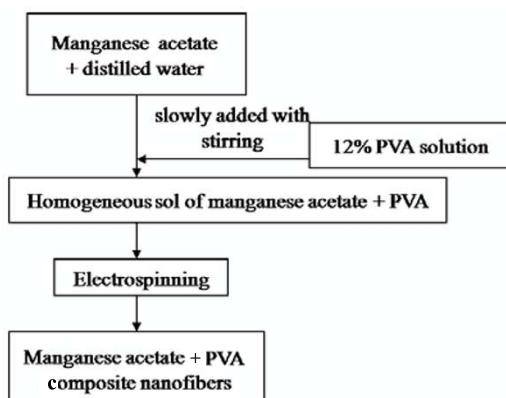 Manganese acetate
+ distilled water
slowly added with
stirring
12% PVA solution
Homogeneous sol of manganese acetate + PVA
Electrospinning
Manganese acetate + PVA
composite nanofibers